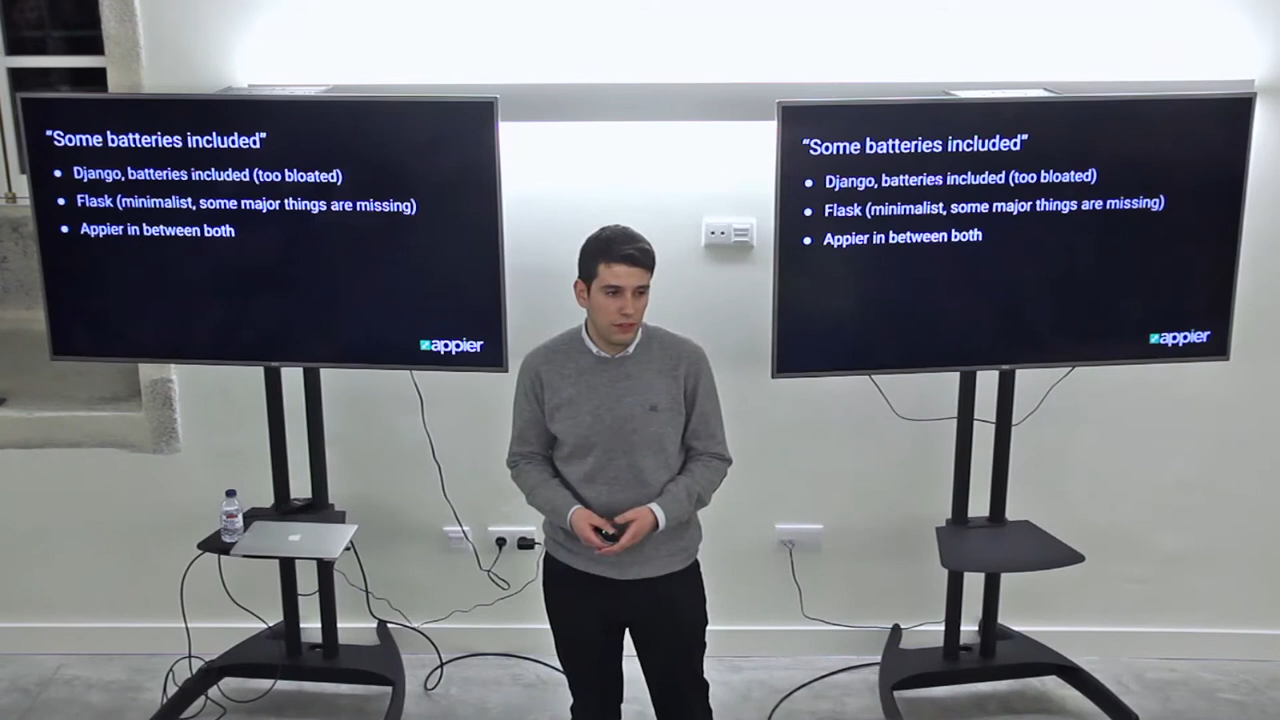 “Some batteries included”
● Django, batteries included (too bloated)
● Flask (minimalist, some major things are missing)
● Appier in between both
appier
“Some batteries included”
● Django, batteries included (too bloated)
● Flask (minimalist, some major things are missing)
● Appier in between both
appier